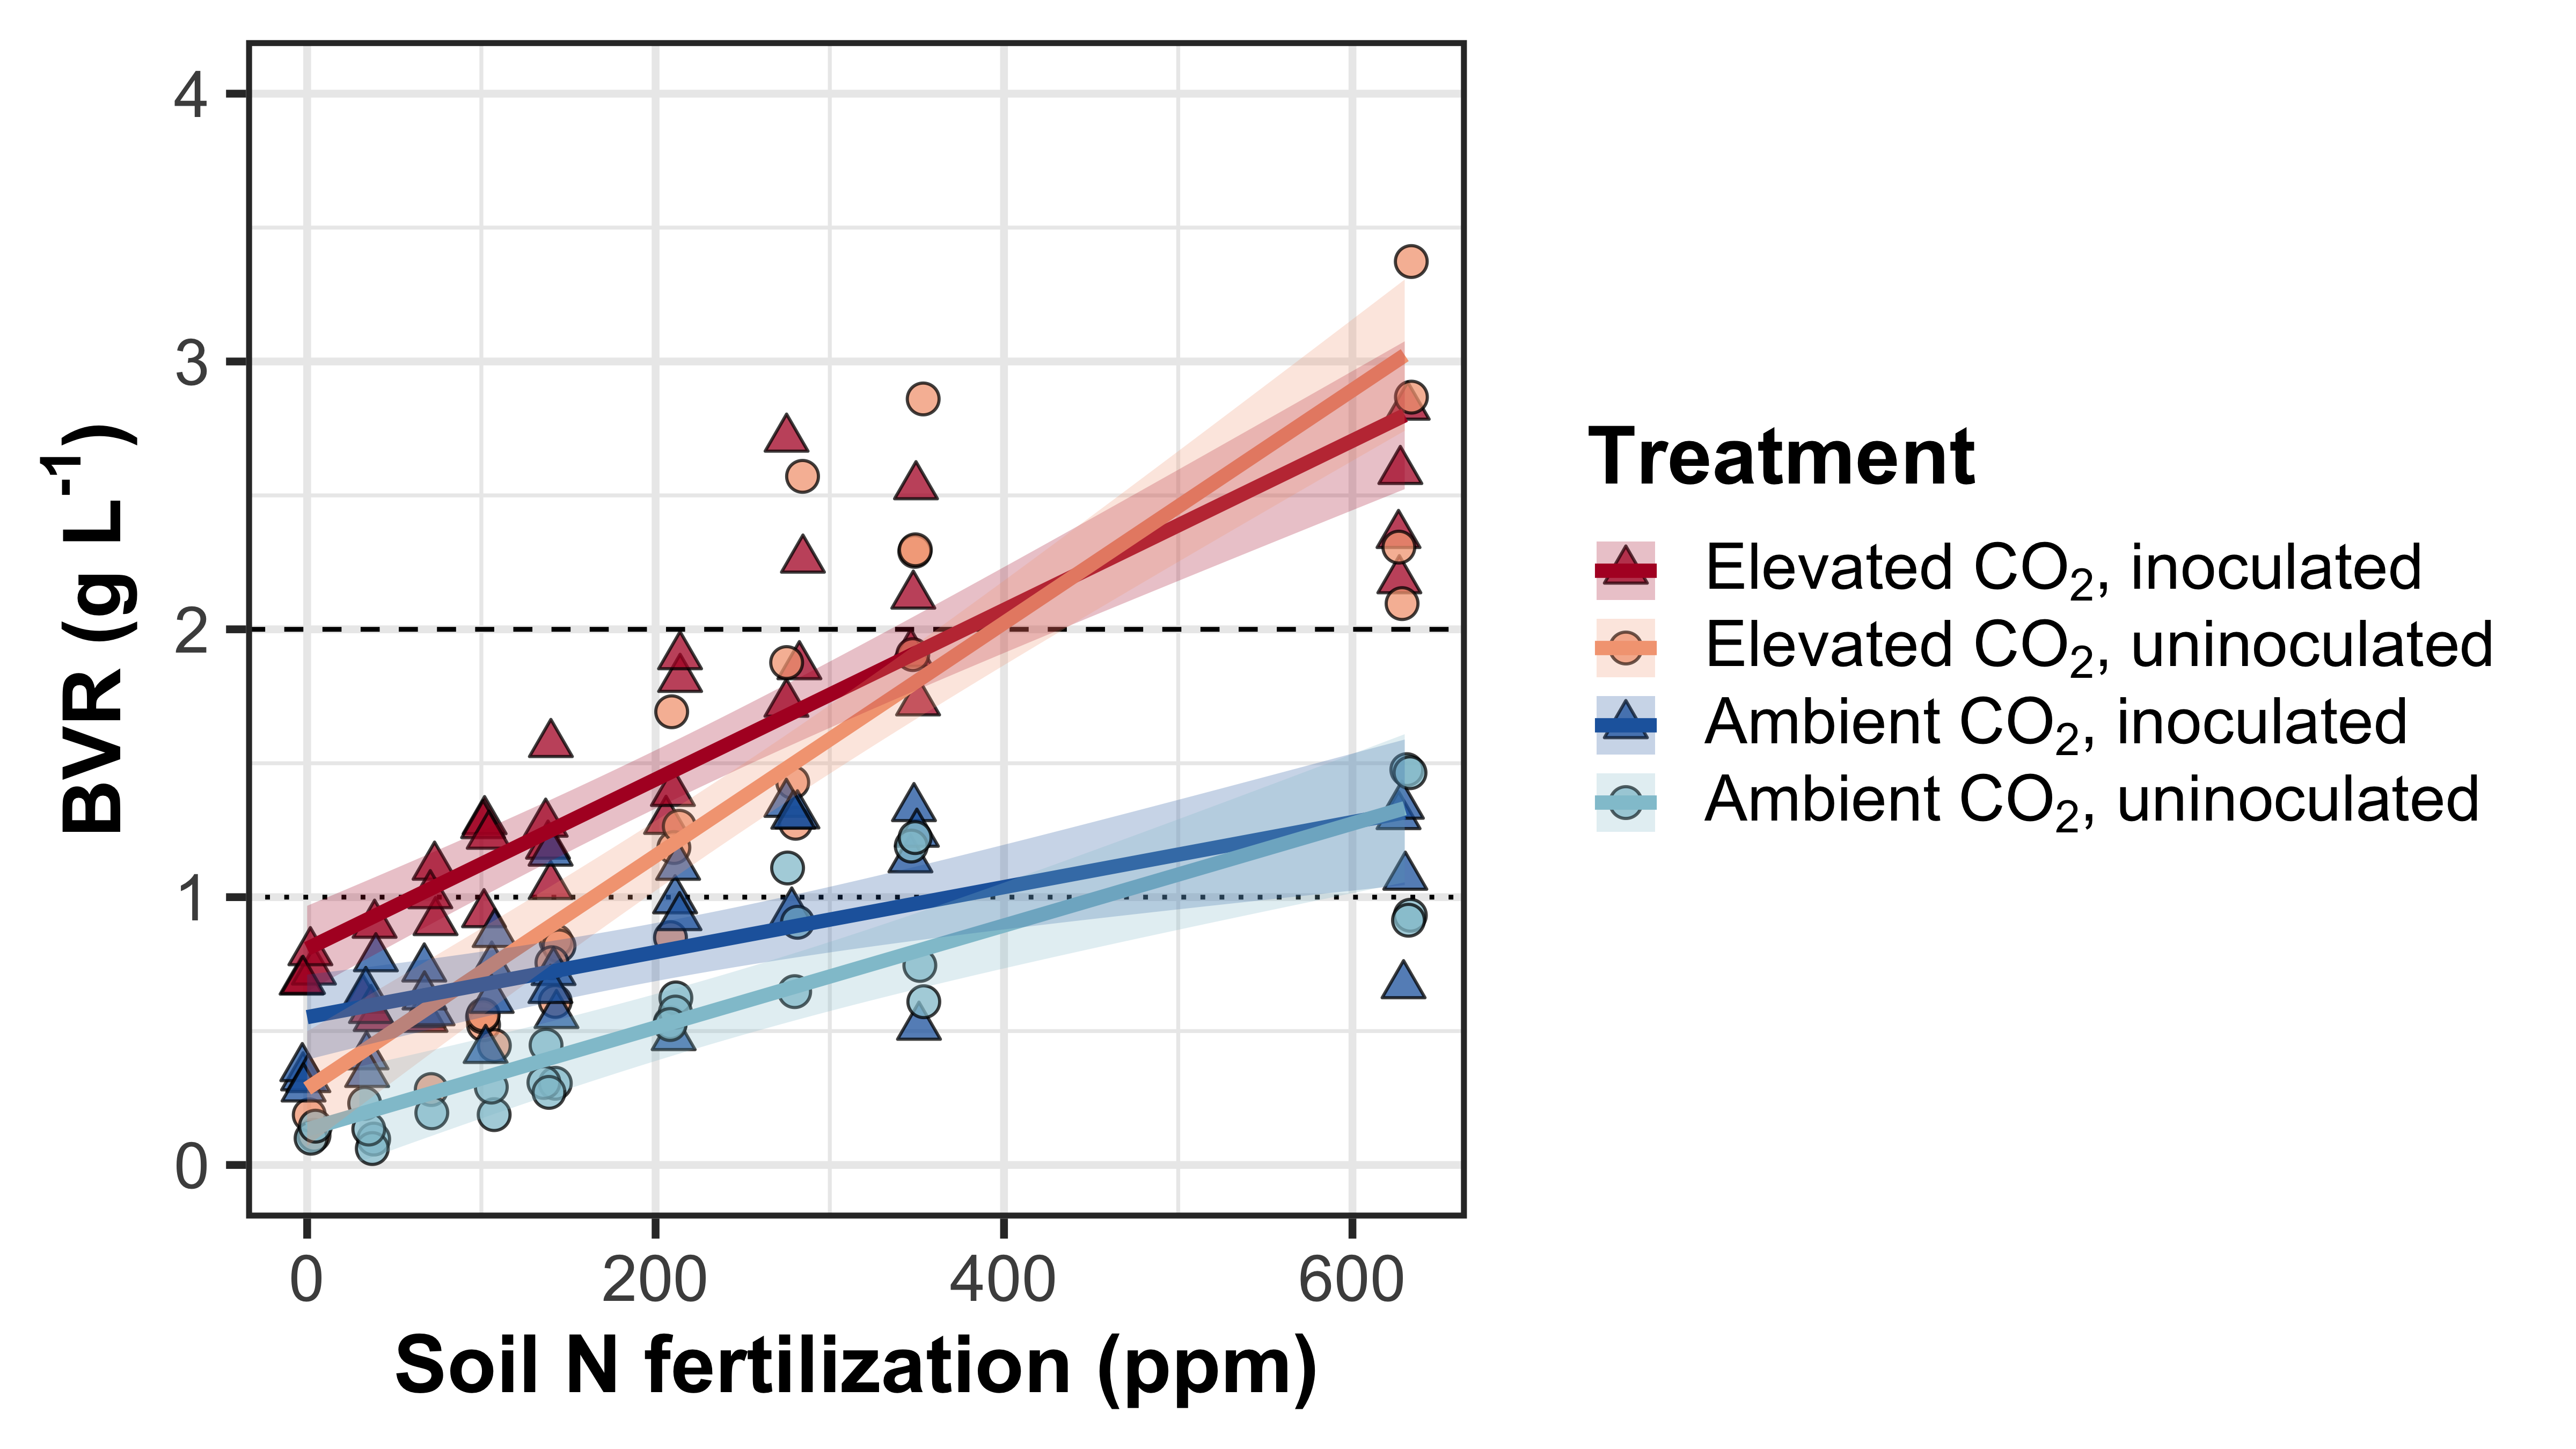 4
3
2
1
0
BVR (g L⁻¹)
0 200 400 600
Soil N fertilization (ppm)
Treatment
Elevated CO₂, inoculated
Elevated CO₂, uninoculated
Ambient CO₂, inoculated
Ambient CO₂, uninoculated